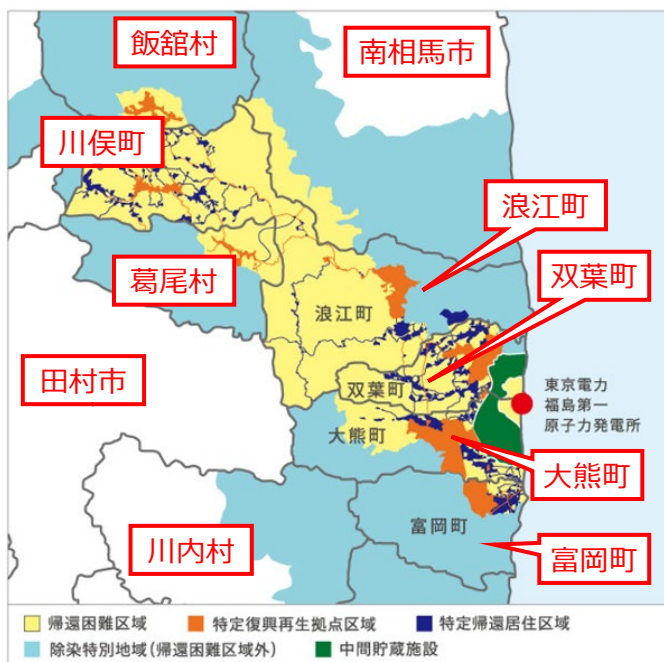 飯舘村
南相馬市
川俣町
浪江町
葛尾村
双葉町
浪江町
田村市
双葉町
東京電力
福島第一
原子力発電所
大熊町
大熊町
富岡町
川内村
富岡町
帰還困難区域 特定復興再生拠点区域 特定帰還居住区域
除染特別地域(帰還困難区域外) 中間貯蔵施設